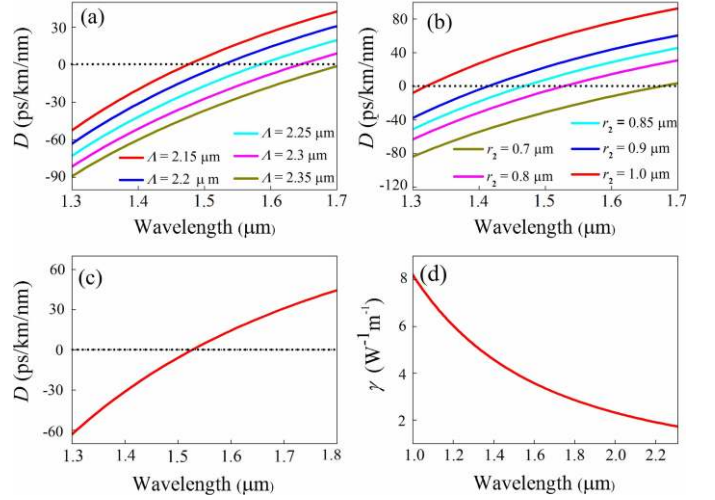 (a)
30
0
-30
-60
-90
D (ps/km/nm)
Λ = 2.25 μm
Λ = 2.15 μm
Λ = 2.3 μm
Λ = 2.2 μ m
Λ = 2.35 μm
1.3 1.4 1.5 1.6 1.7
Wavelength (μm)
(b)
80
40
0
-40
-80
-120
D (ps/km/nm)
r2 = 0.85 μm
r2 = 0.7 μm
r2 = 0.9 μm
r2 = 0.8 μm
r2 = 1.0 μm
1.3 1.4 1.5 1.6 1.7
Wavelength (μm)
(c)
60
30
0
-30
-60
D (ps/km/nm)
1.3 1.4 1.5 1.6 1.7 1.8
Wavelength (μm)
(d)
8
6
4
2
γ (W⁻¹m⁻¹)
1.0 1.2 1.4 1.6 1.8 2.0 2.2
Wavelength (μm)